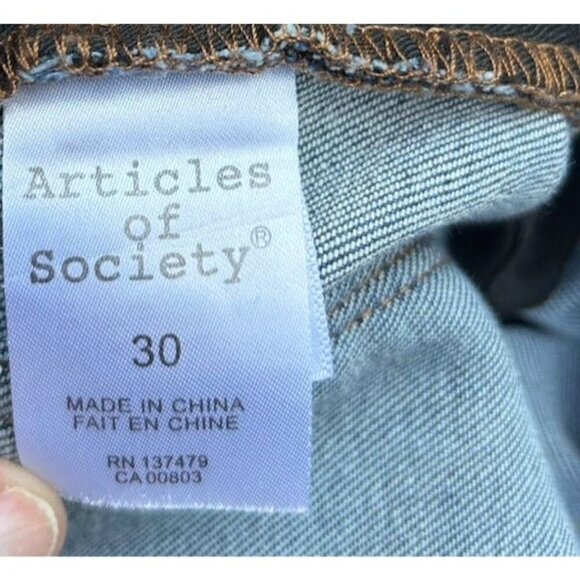 Articles
of
Society®
30
MADE IN CHINA
FAIT EN CHINE
RN 137479
CA 00803